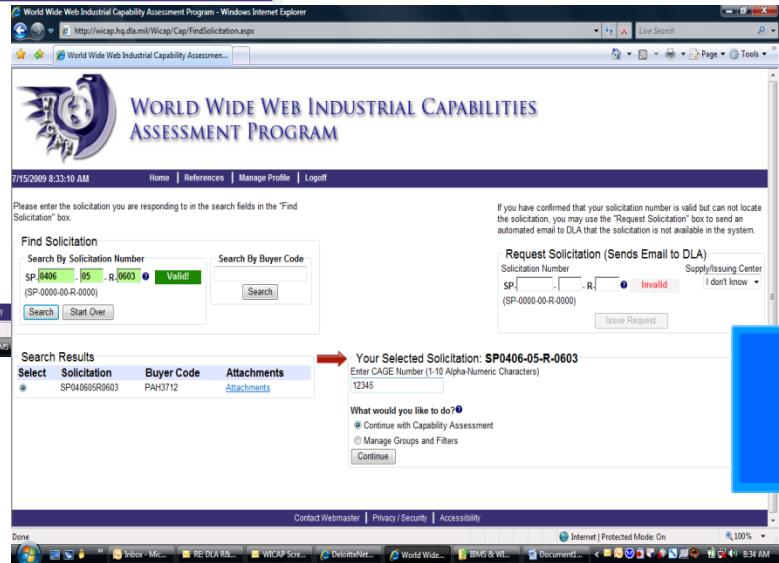 World Wide Web Industrial Capability Assessment Program - Windows Internet Explorer
http://wicap.hq.dla.mil/Wicap/Cap/FindSolicitation.aspx
Live Search
World Wide Web Industrial Capability Assessmen...
Page
Tools
WORLD WIDE WEB INDUSTRIAL CAPABILITIES
ASSESSMENT PROGRAM
7/15/2009 8:33:10 AM
Home | References | Manage Profile | Logoff
Please enter the solicitation you are responding to in the search fields in the "Find
Solicitation" box.
If you have confirmed that your solicitation number is valid but can not locate
the solicitation, you may use the "Request Solicitation" box to send an
automated email to DLA that the solicitation is not available in the system.
Find Solicitation
Search By Solicitation Number
SP-0406 - 05 - R-0603 Valid!
(SP-0000-00-R-0000)
Search
Start Over
Search By Buyer Code
Search
Request Solicitation (Sends Email to DLA)
Solicitation Number
Supply/Issuing Center
SP- - - R- Invalid
I don't know
(SP-0000-00-R-0000)
Issue Request
Search Results
Select Solicitation Buyer Code Attachments
SP040605R0603 PAH3712 Attachments
Your Selected Solicitation: SP0406-05-R-0603
Enter CAGE Number (1-10 Alpha-Numeric Characters)
12345
What would you like to do?
Continue with Capability Assessment
Manage Groups and Filters
Continue
Contact Webmaster | Privacy / Security | Accessibility
Done
Internet | Protected Mode: On
100%
Inbox - Mic...
RE: DLA R&...
WICAP Scre...
DeloitteNet...
World Wide...
IBMS & WI...
Document1...
8:34 AM